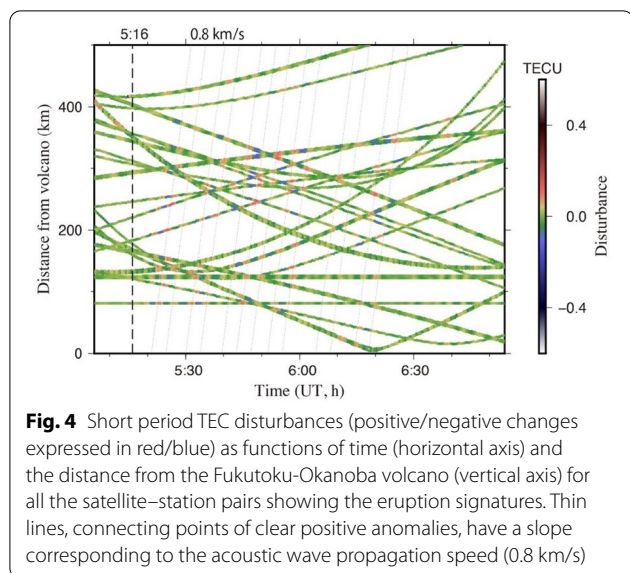 5:16 0.8 km/s
TECU
400
200
0
Distance from volcano (km)
0.4
0.0
−0.4
Disturbance
5:30 6:00 6:30
Time (UT, h)
Fig. 4 Short period TEC disturbances (positive/negative changes
expressed in red/blue) as functions of time (horizontal axis) and
the distance from the Fukutoku-Okanoba volcano (vertical axis) for
all the satellite–station pairs showing the eruption signatures. Thin
lines, connecting points of clear positive anomalies, have a slope
corresponding to the acoustic wave propagation speed (0.8 km/s)